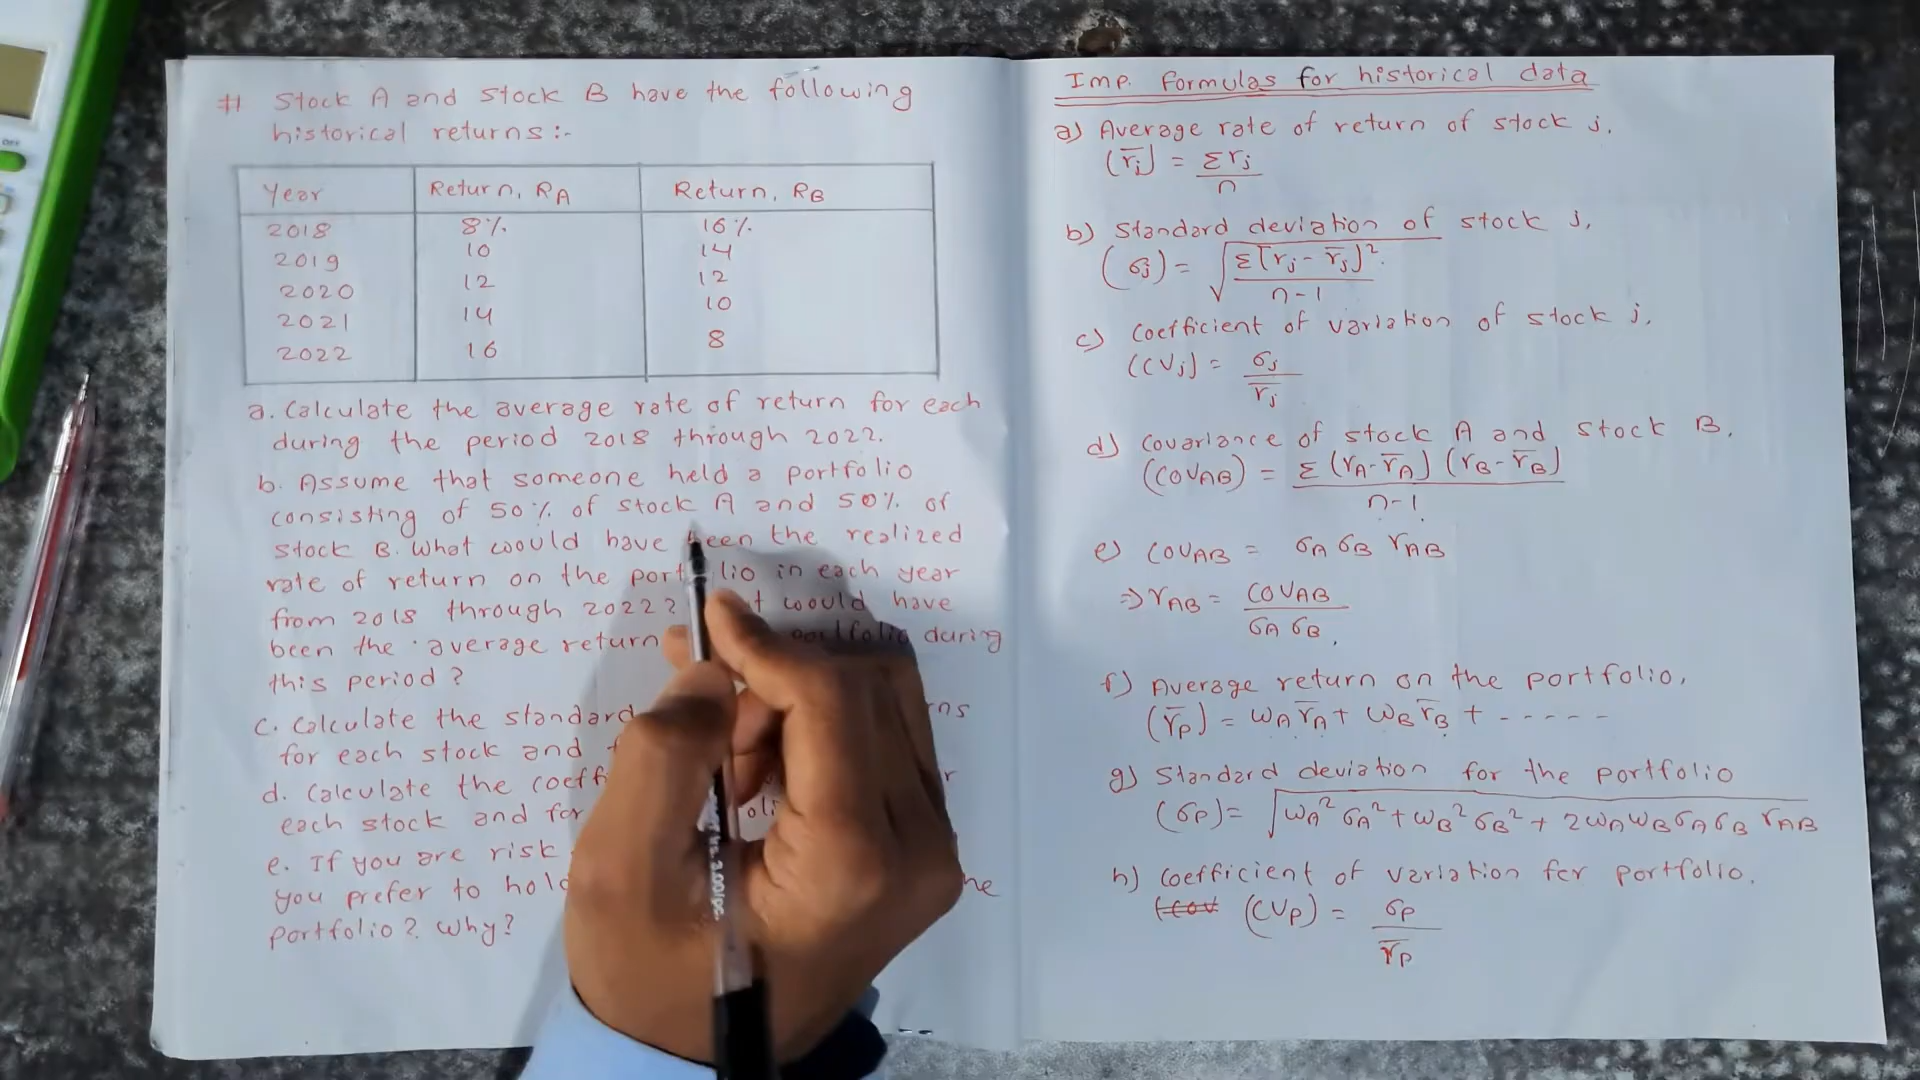 # Stock A and Stock B have the following
historical returns:-
Year Return, RA Return, RB
2018 8% 16%
2019 10 14
2020 12 12
2021 14 10
2022 16 8
a. Calculate the average rate of return for each
during the period 2018 through 2022.
b. Assume that someone held a portfolio
consisting of 50% of stock A and 50% of
stock B. What would have been the realized
rate of return on the port lio in each year
from 2018 through 2022? t would have
been the average return portfolio during
this period?
c. Calculate the standard rns
for each stock and
d. Calculate the coeff r
each stock and for oli
e. If you are risk
you prefer to hold he
portfolio? Why?
Imp. formulas for historical data
a) Average rate of return of stock j,
(r̄j) = Σrj
n
b) Standard deviation of stock j,
(σj) = √Σ[rj - r̄j]²
n-1
c) Coefficient of variation of stock j,
(CVj) = σj
r̄j
d) Covariance of stock A and stock B,
(COVAB) = Σ(rA-r̄A) (rB-r̄B)
n-1
e) COVAB = σA σB rAB
⇒ rAB = COVAB
σA σB.
f) Average return on the portfolio,
(r̄p) = wA r̄A + wB r̄B + -----
g) Standard deviation for the portfolio
(σp) = √wA² σA² + wB² σB² + 2wA wB σA σB rAB
h) Coefficient of variation for portfolio.
(CVp) = σp
r̄p
OFF